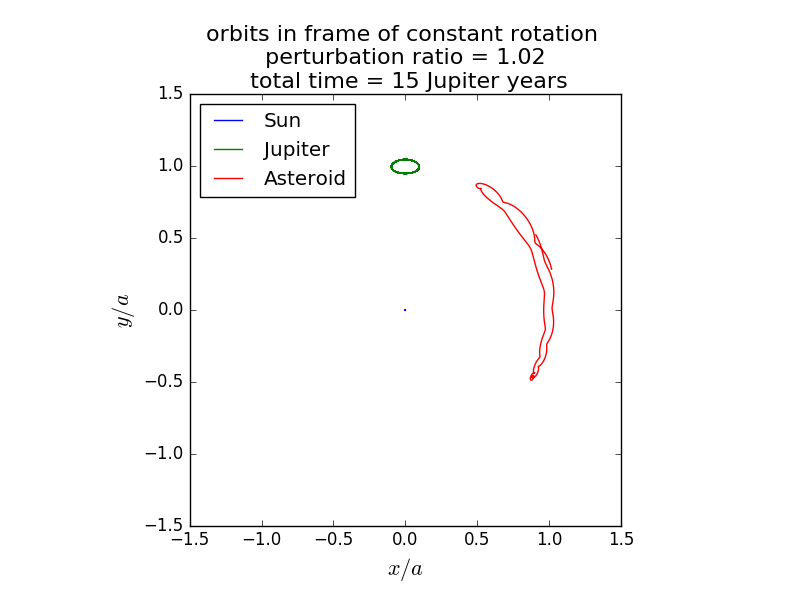 orbits in frame of constant rotation
perturbation ratio = 1.02
total time = 15 Jupiter years
Sun
Jupiter
Asteroid
1.5
1.0
0.5
0.0
−0.5
−1.0
−1.5
y/a
−1.5
−1.0
−0.5
0.0
0.5
1.0
1.5
x/a